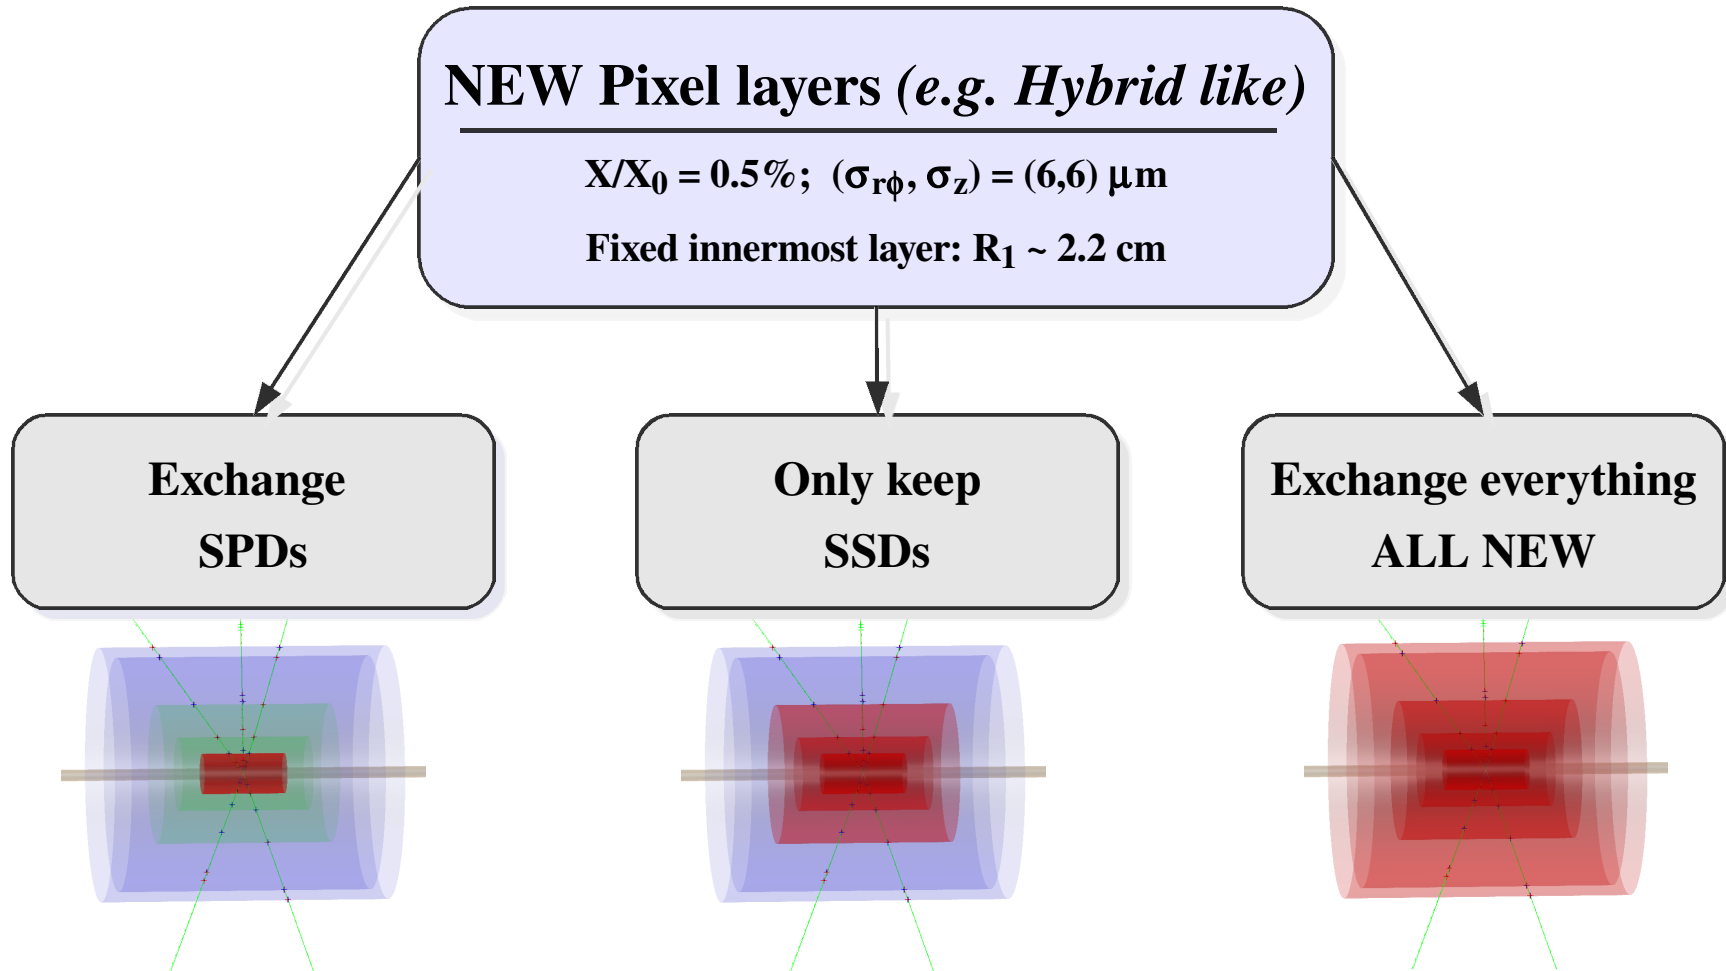 NEW Pixel layers (e.g. Hybrid like)
X/X₀ = 0.5%; (σrϕ, σz) = (6,6) μm
Fixed innermost layer: R₁ ~ 2.2 cm
Exchange
SPDs
Only keep
SSDs
Exchange everything
ALL NEW